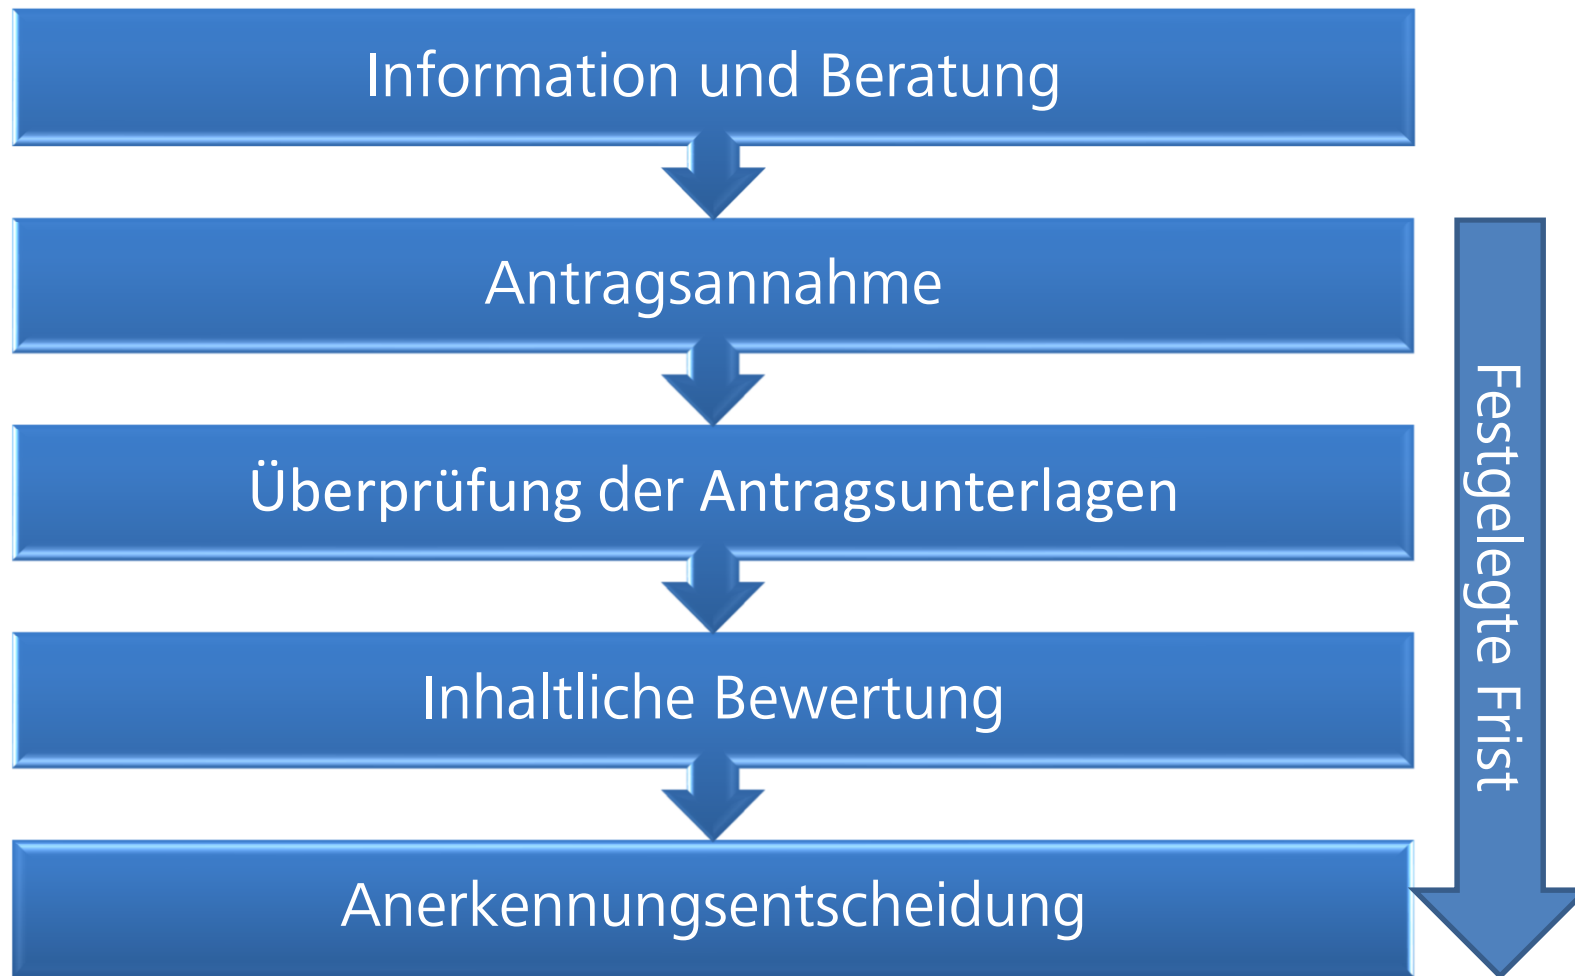 Information und Beratung
Antragsannahme
Überprüfung der Antragsunterlagen
Inhaltliche Bewertung
Anerkennungsentscheidung
Festgelegte Frist